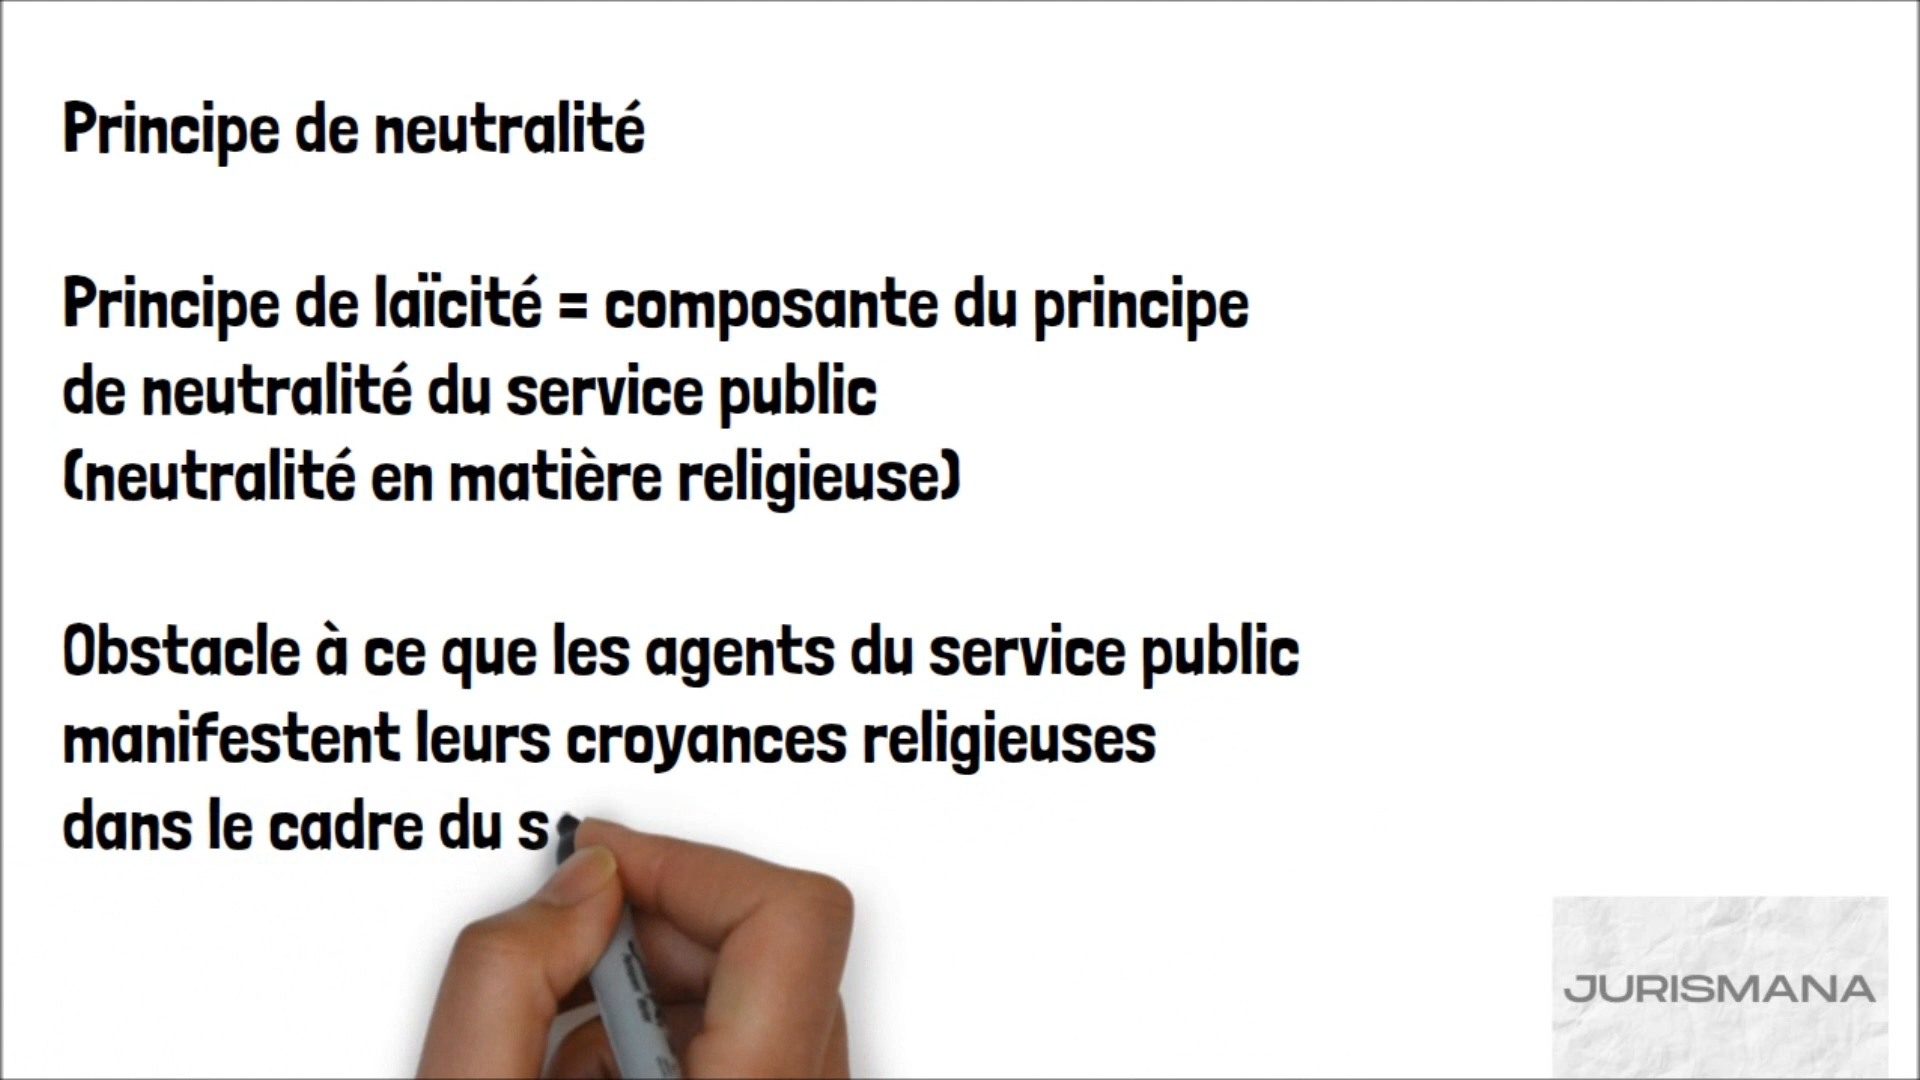 Principe de neutralité
Principe de laïcité = composante du principe
de neutralité du service public
(neutralité en matière religieuse)
Obstacle à ce que les agents du service public
manifestent leurs croyances religieuses
dans le cadre du s
JURISMANA